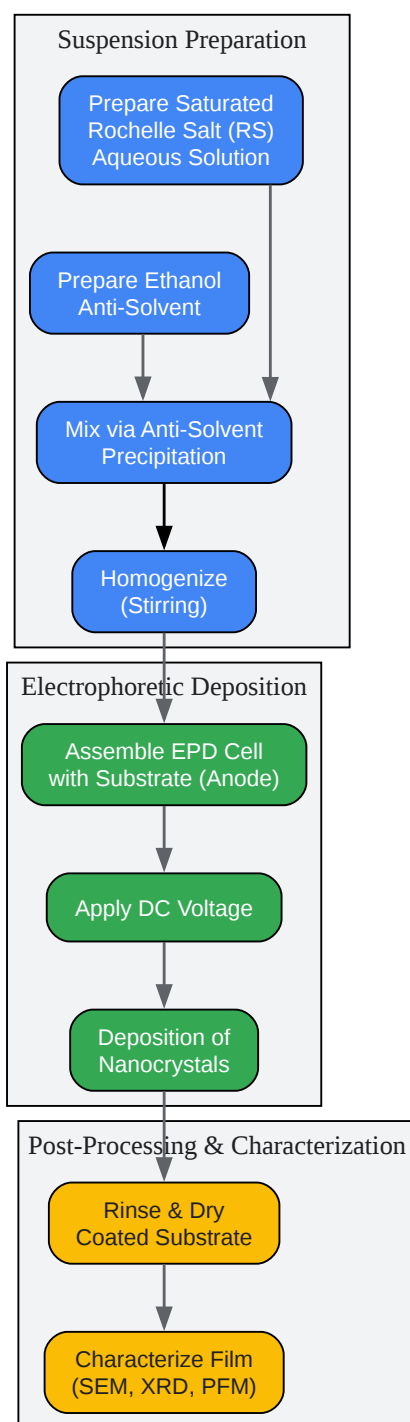 Suspension Preparation
Prepare Saturated
Rochelle Salt (RS)
Aqueous Solution
Prepare Ethanol
Anti-Solvent
Mix via Anti-Solvent
Precipitation
Homogenize
(Stirring)
Electrophoretic Deposition
Assemble EPD Cell
with Substrate (Anode)
Apply DC Voltage
Deposition of
Nanocrystals
Post-Processing & Characterization
Rinse & Dry
Coated Substrate
Characterize Film
(SEM, XRD, PFM)